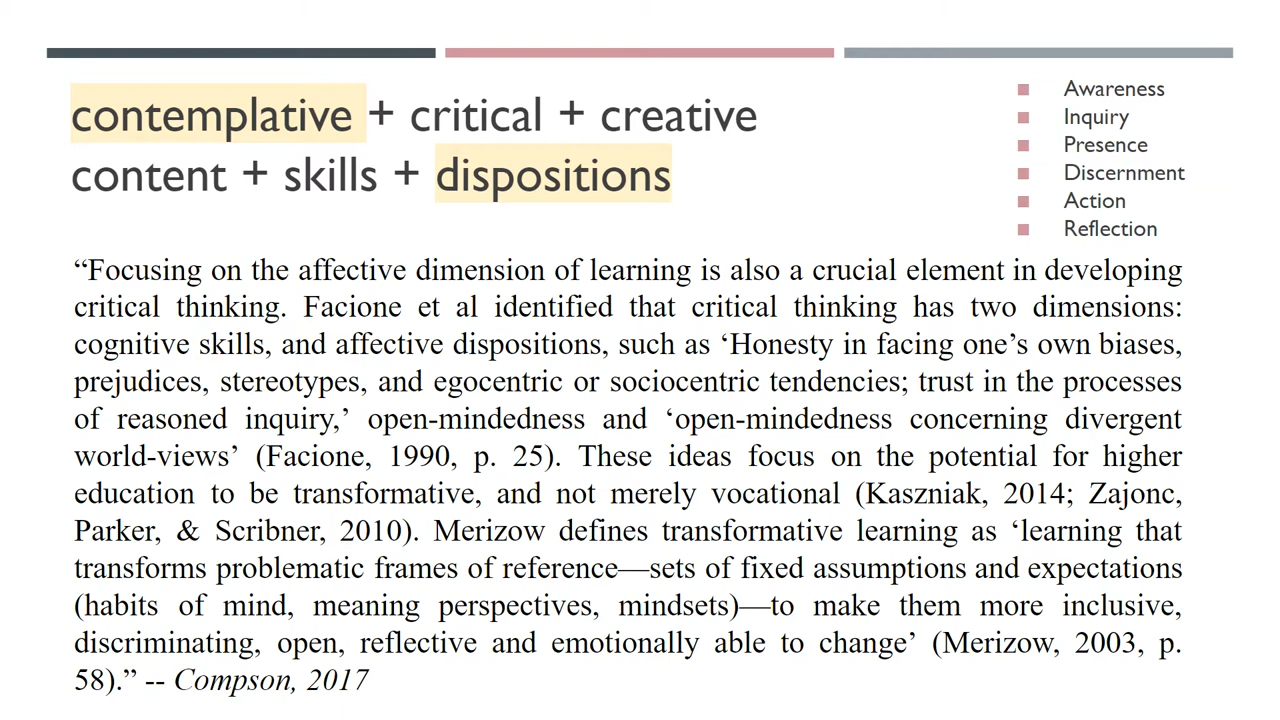 contemplative + critical + creative
content + skills + dispositions
Awareness
Inquiry
Presence
Discernment
Action
Reflection
“Focusing on the affective dimension of learning is also a crucial element in developing
critical thinking. Facione et al identified that critical thinking has two dimensions:
cognitive skills, and affective dispositions, such as ‘Honesty in facing one’s own biases,
prejudices, stereotypes, and egocentric or sociocentric tendencies; trust in the processes
of reasoned inquiry,’ open-mindedness and ‘open-mindedness concerning divergent
world-views’ (Facione, 1990, p. 25). These ideas focus on the potential for higher
education to be transformative, and not merely vocational (Kaszniak, 2014; Zajonc,
Parker, & Scribner, 2010). Merizow defines transformative learning as ‘learning that
transforms problematic frames of reference—sets of fixed assumptions and expectations
(habits of mind, meaning perspectives, mindsets)—to make them more inclusive,
discriminating, open, reflective and emotionally able to change’ (Merizow, 2003, p.
58).” -- Compson, 2017